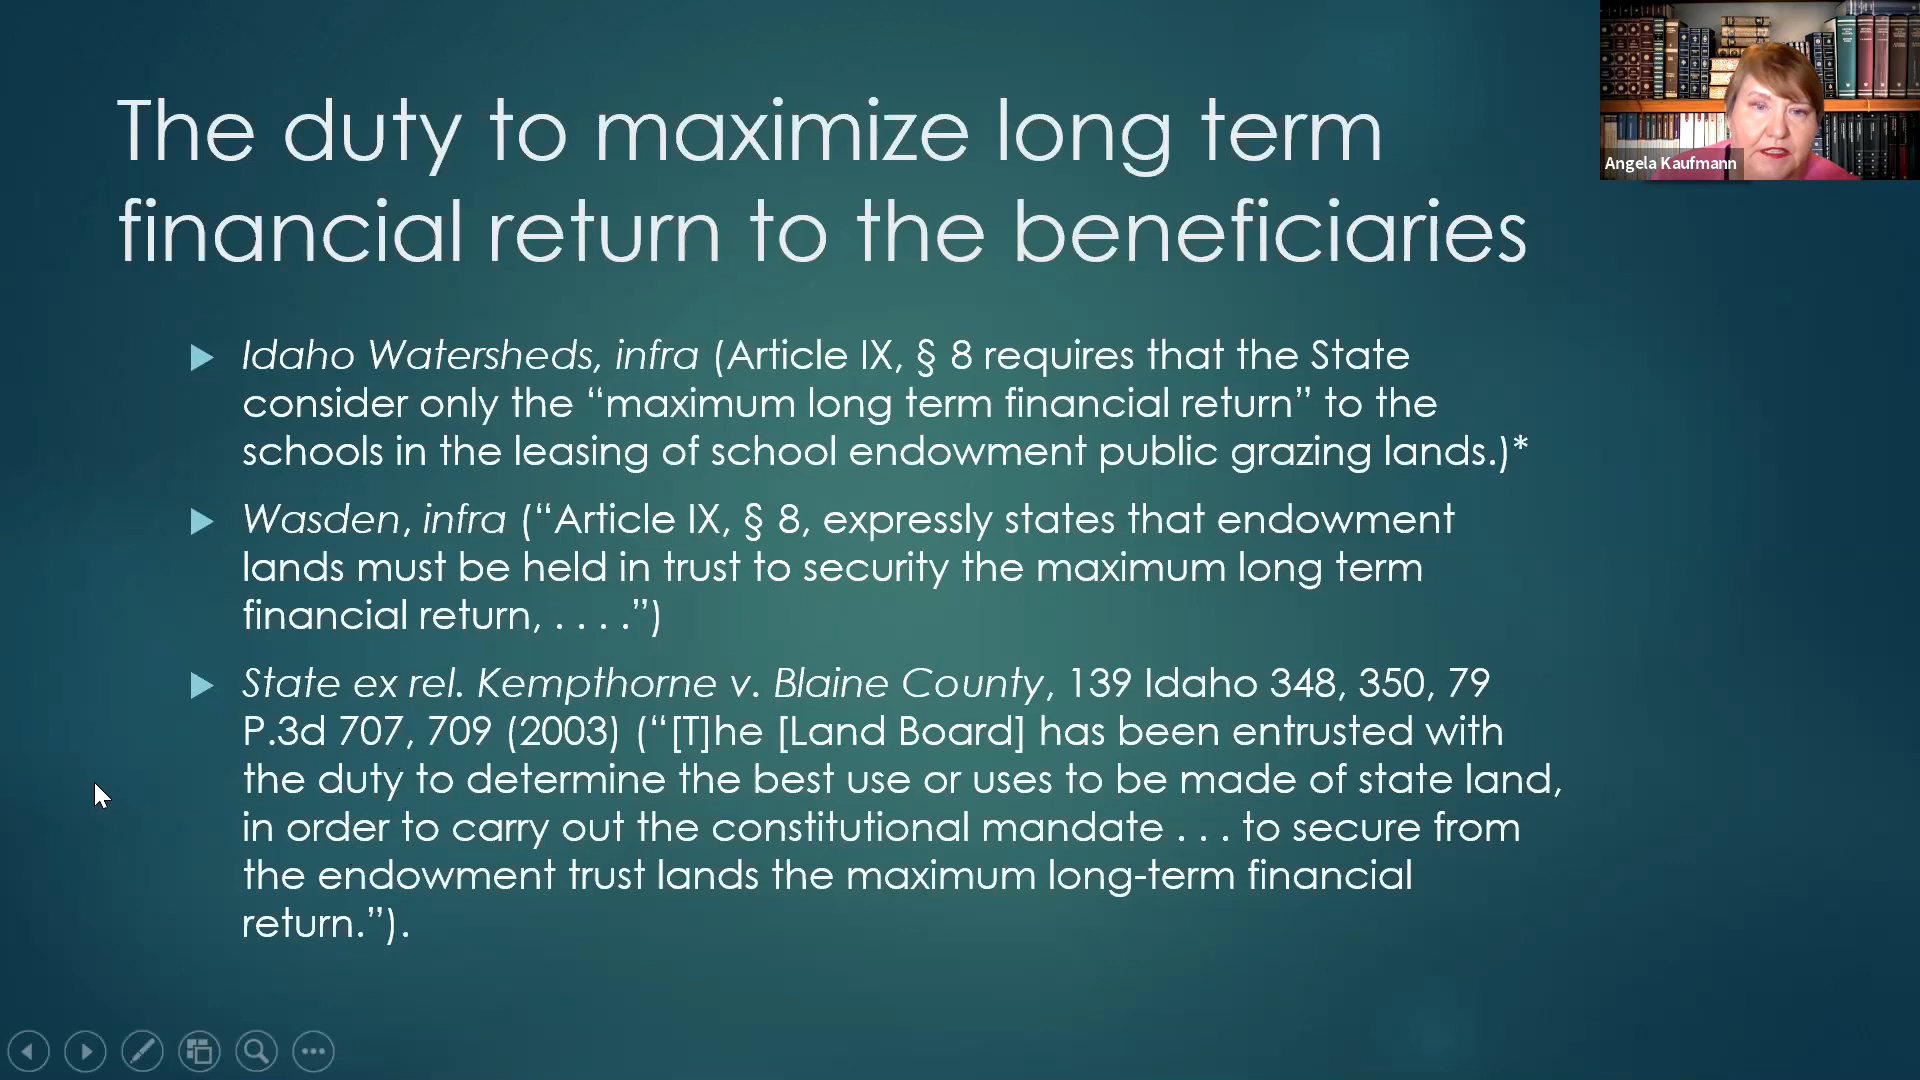 The duty to maximize long term
financial return to the beneficiaries
Idaho Watersheds, infra (Article IX, § 8 requires that the State
consider only the “maximum long term financial return” to the
schools in the leasing of school endowment public grazing lands.)*
Wasden, infra (“Article IX, § 8, expressly states that endowment
lands must be held in trust to security the maximum long term
financial return, . . . .”)
State ex rel. Kempthorne v. Blaine County, 139 Idaho 348, 350, 79
P.3d 707, 709 (2003) (“[T]he [Land Board] has been entrusted with
the duty to determine the best use or uses to be made of state land,
in order to carry out the constitutional mandate . . . to secure from
the endowment trust lands the maximum long-term financial
return.”).
Angela Kaufmann